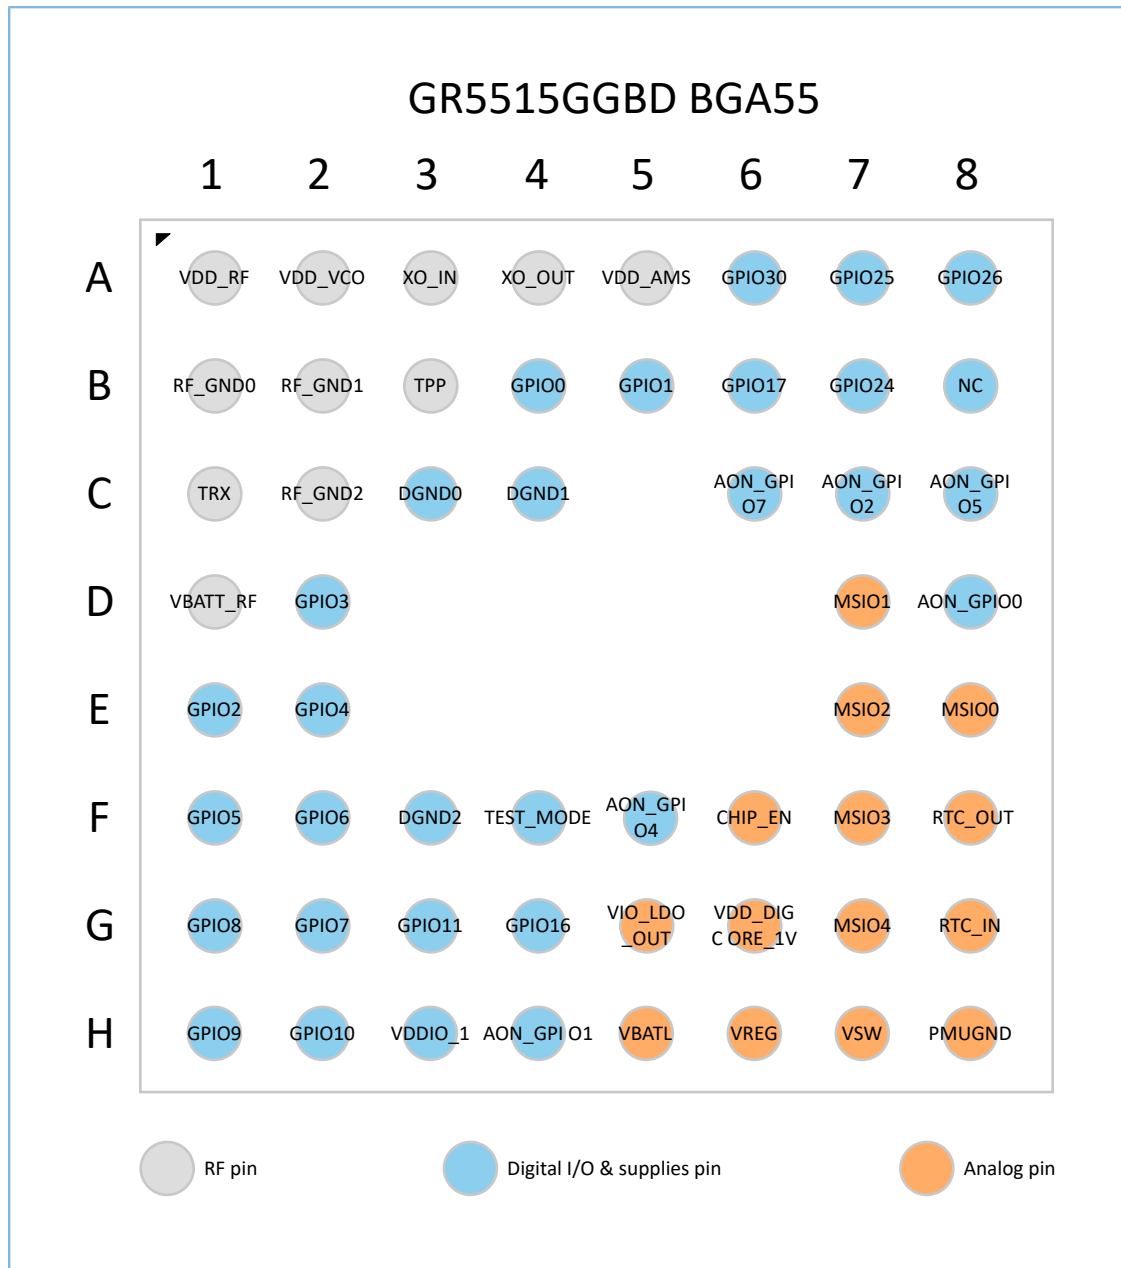 GR5515GGBD BGA55
1 2 3 4 5 6 7 8
A VDD_RF VDD_VCO XO_IN XO_OUT VDD_AMS GPIO30 GPIO25 GPIO26
B RF_GND0 RF_GND1 TPP GPIO0 GPIO1 GPIO17 GPIO24 NC
C TRX RF_GND2 DGND0 DGND1 AON_GPI O7 AON_GPI O2 AON_GPI O5
D VBATT_RF GPIO3 MSIO1 AON_GPIO0
E GPIO2 GPIO4 MSIO2 MSIO0
F GPIO5 GPIO6 DGND2 TEST_MODE AON_GPI O4 CHIP_EN MSIO3 RTC_OUT
G GPIO8 GPIO7 GPIO11 GPIO16 VIO_LDO _OUT VDD_DIG C ORE_1V MSIO4 RTC_IN
H GPIO9 GPIO10 VDDIO_1 AON_GPI O1 VBATL VREG VSW PMUGND
RF pin Digital I/O & supplies pin Analog pin